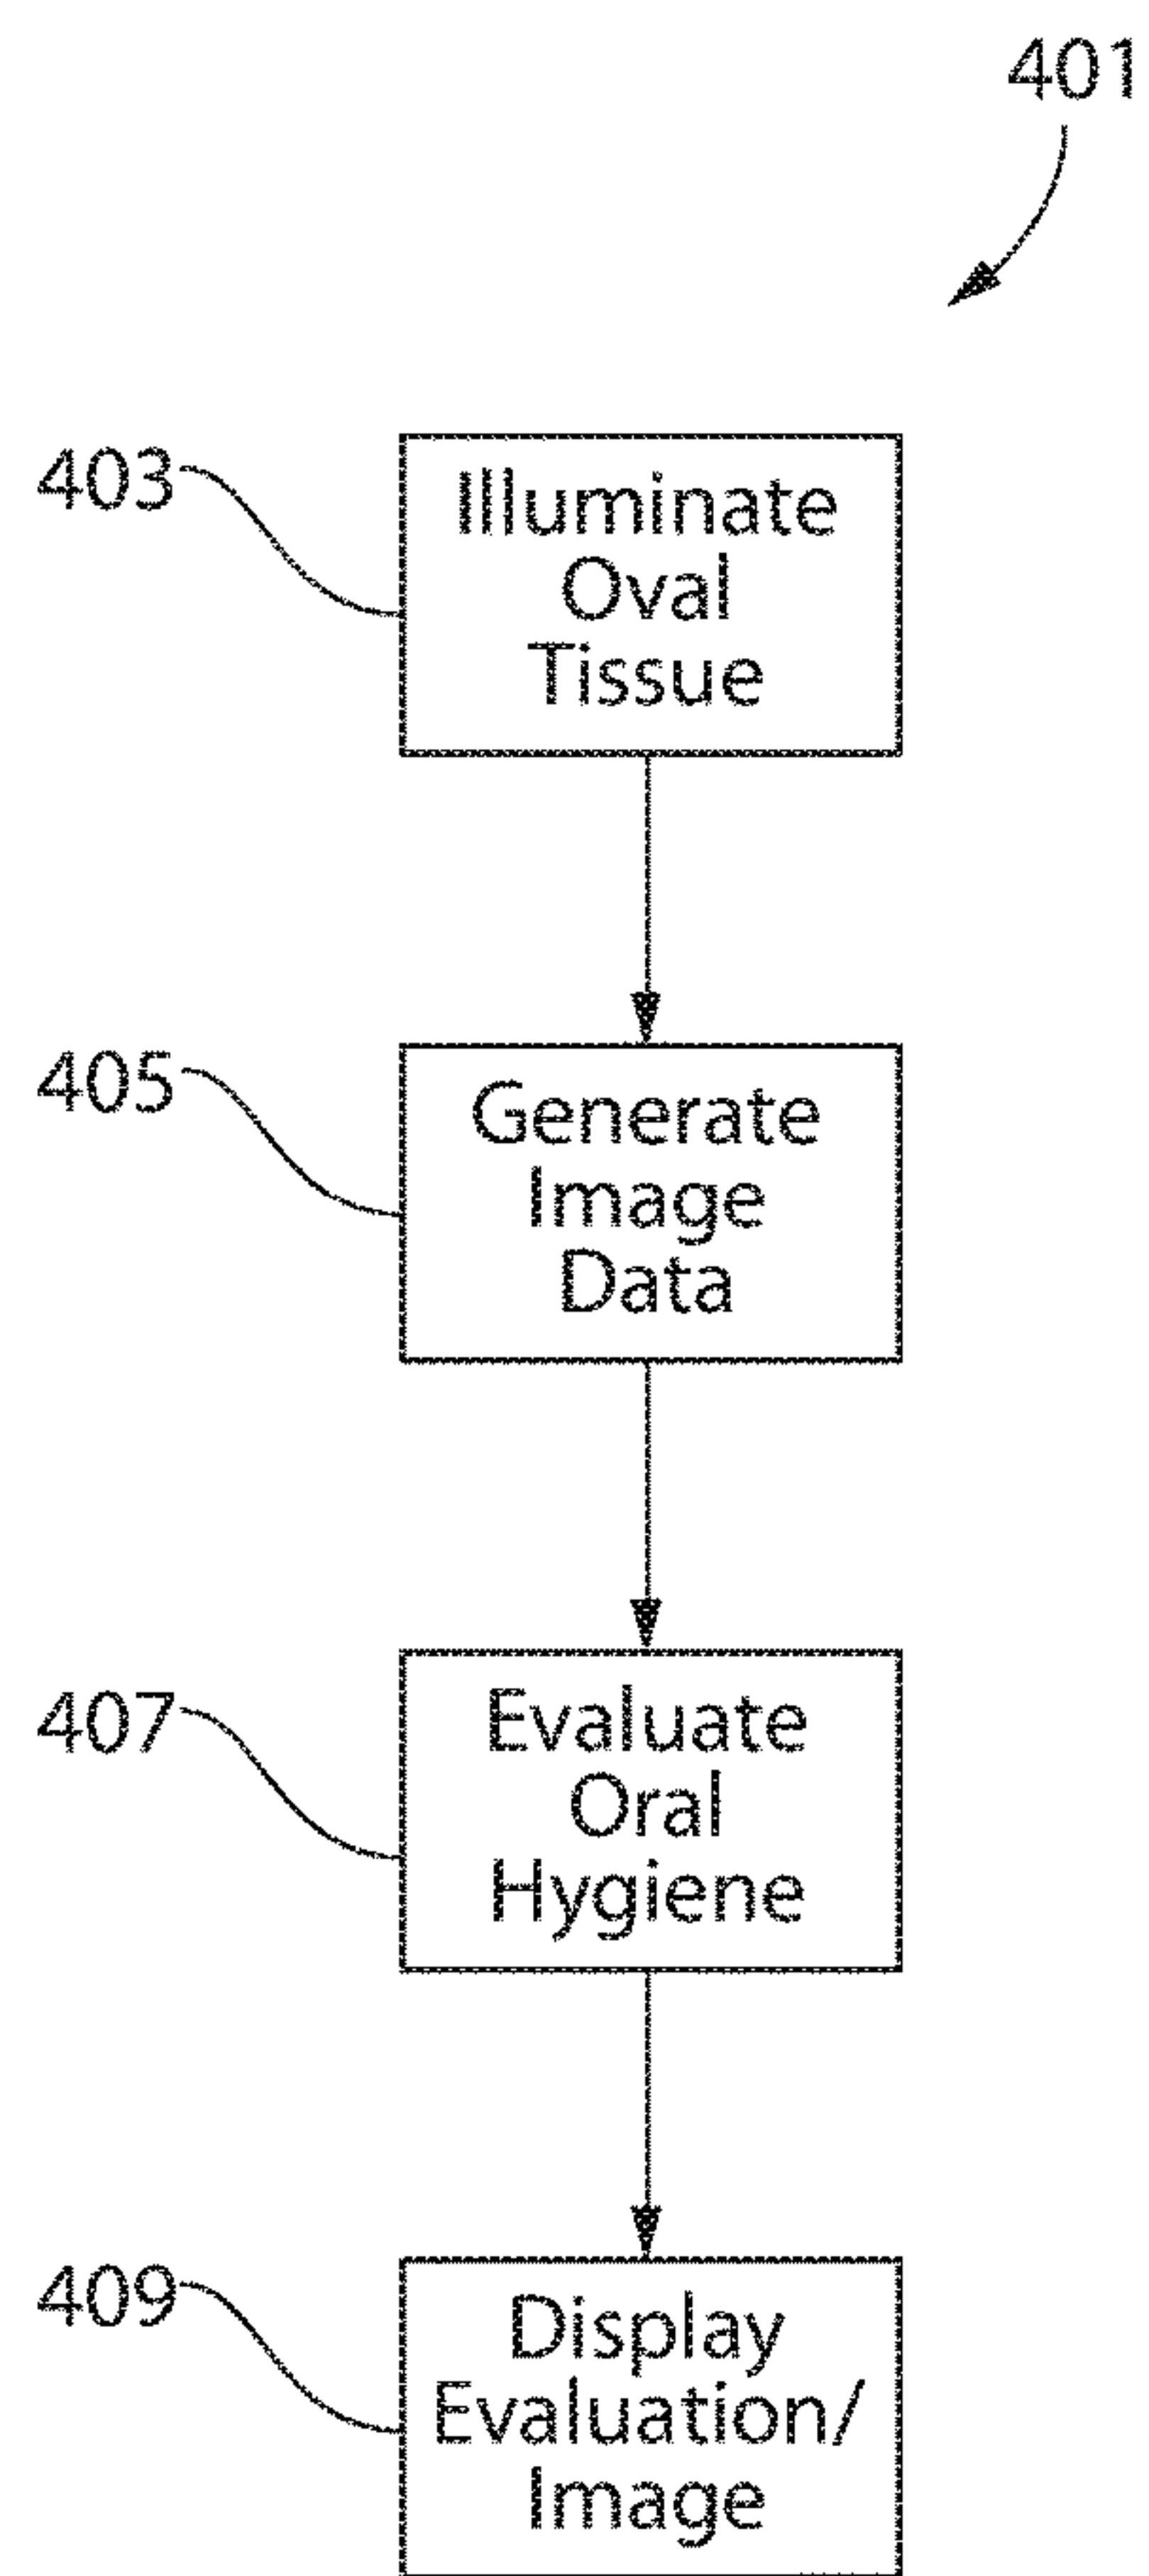 401
403
Illuminate
Oval
Tissue
405
Generate
Image
Data
407
Evaluate
Oral
Hygiene
409
Display
Evaluation/
Image